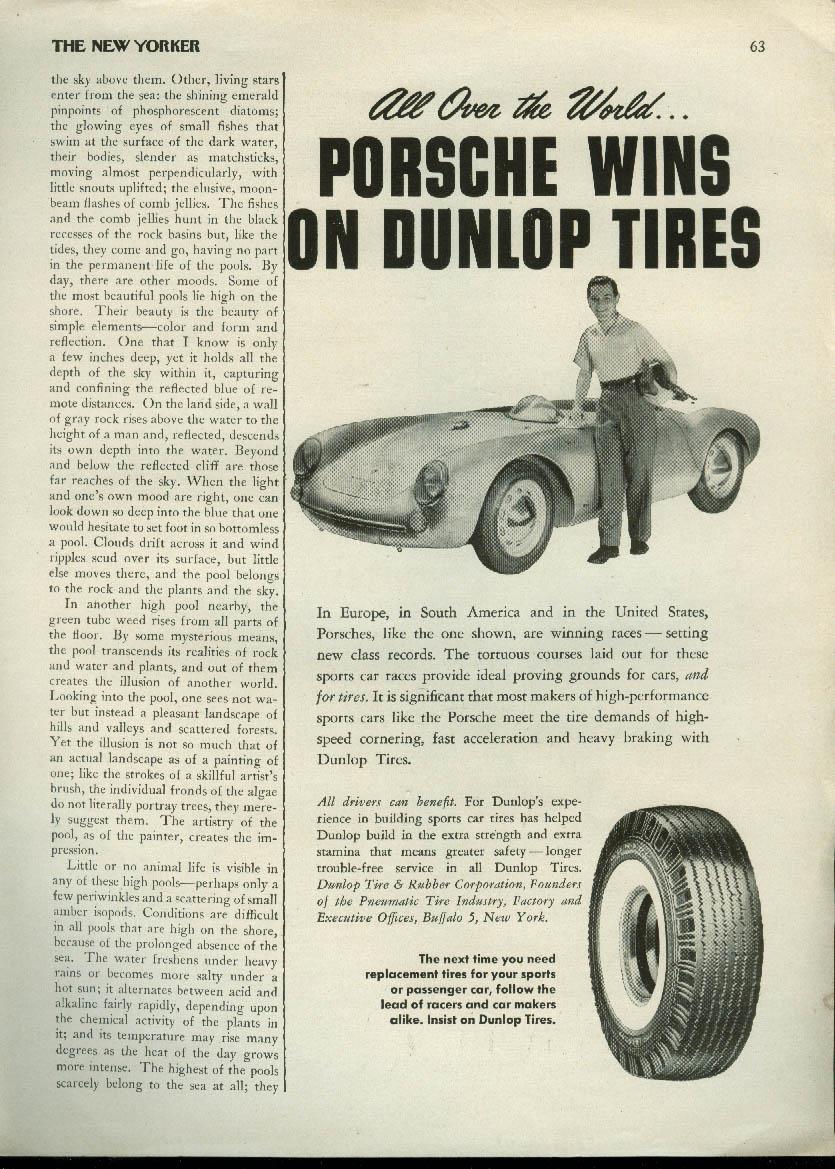 THE NEW YORKER
63
the sky above them. Other, living stars
enter from the sea: the shining emerald
pinpoints of phosphorescent diatoms;
the glowing eyes of small fishes that
swim at the surface of the dark water,
their bodies, slender as matchsticks,
moving almost perpendicularly, with
little snouts uplifted; the elusive, moon-
beam flashes of comb jellies. The fishes
and the comb jellies hunt in the black
recesses of the rock basins but, like the
tides, they come and go, having no part
in the permanent life of the pools. By
day, there are other moods. Some of
the most beautiful pools lie high on the
shore. Their beauty is the beauty of
simple elements—color and form and
reflection. One that I know is only
a few inches deep, yet it holds all the
depth of the sky within it, capturing
and confining the reflected blue of re-
mote distances. On the land side, a wall
of gray rock rises above the water to the
height of a man and, reflected, descends
its own depth into the water. Beyond
and below the reflected cliff are those
far reaches of the sky. When the light
and one's own mood are right, one can
look down so deep into the blue that one
would hesitate to set foot in so bottomless
a pool. Clouds drift across it and wind
ripples scud over its surface, but little
else moves there, and the pool belongs
to the rock and the plants and the sky.
In another high pool nearby, the
green tube weed rises from all parts of
the floor. By some mysterious means,
the pool transcends its realities of rock
and water and plants, and out of them
creates the illusion of another world.
Looking into the pool, one sees not wa-
ter but instead a pleasant landscape of
hills and valleys and scattered forests.
Yet the illusion is not so much that of
an actual landscape as of a painting of
one; like the strokes of a skillful artist's
brush, the individual fronds of the algae
do not literally portray trees, they mere-
ly suggest them. The artistry of the
pool, as of the painter, creates the im-
pression.
Little or no animal life is visible in
any of these high pools—perhaps only a
few periwinkles and a scattering of small
amber isopods. Conditions are difficult
in all pools that are high on the shore,
because of the prolonged absence of the
sea. The water freshens under heavy
rains or becomes more salty under a
hot sun; it alternates between acid and
alkaline fairly rapidly, depending upon
the chemical activity of the plants in
it; and its temperature may rise many
degrees as the heat of the day grows
more intense. The highest of the pools
scarcely belong to the sea at all; they
All Over the World...
PORSCHE WINS
ON DUNLOP TIRES
In Europe, in South America and in the United States,
Porsches, like the one shown, are winning races — setting
new class records. The tortuous courses laid out for these
sports car races provide ideal proving grounds for cars, and
for tires. It is significant that most makers of high-performance
sports cars like the Porsche meet the tire demands of high-
speed cornering, fast acceleration and heavy braking with
Dunlop Tires.
All drivers can benefit. For Dunlop's expe-
rience in building sports car tires has helped
Dunlop build in the extra strength and extra
stamina that means greater safety — longer
trouble-free service in all Dunlop Tires.
Dunlop Tire & Rubber Corporation, Founders
of the Pneumatic Tire Industry, Factory and
Executive Offices, Buffalo 5, New York.
The next time you need
replacement tires for your sports
or passenger car, follow the
lead of racers and car makers
alike. Insist on Dunlop Tires.